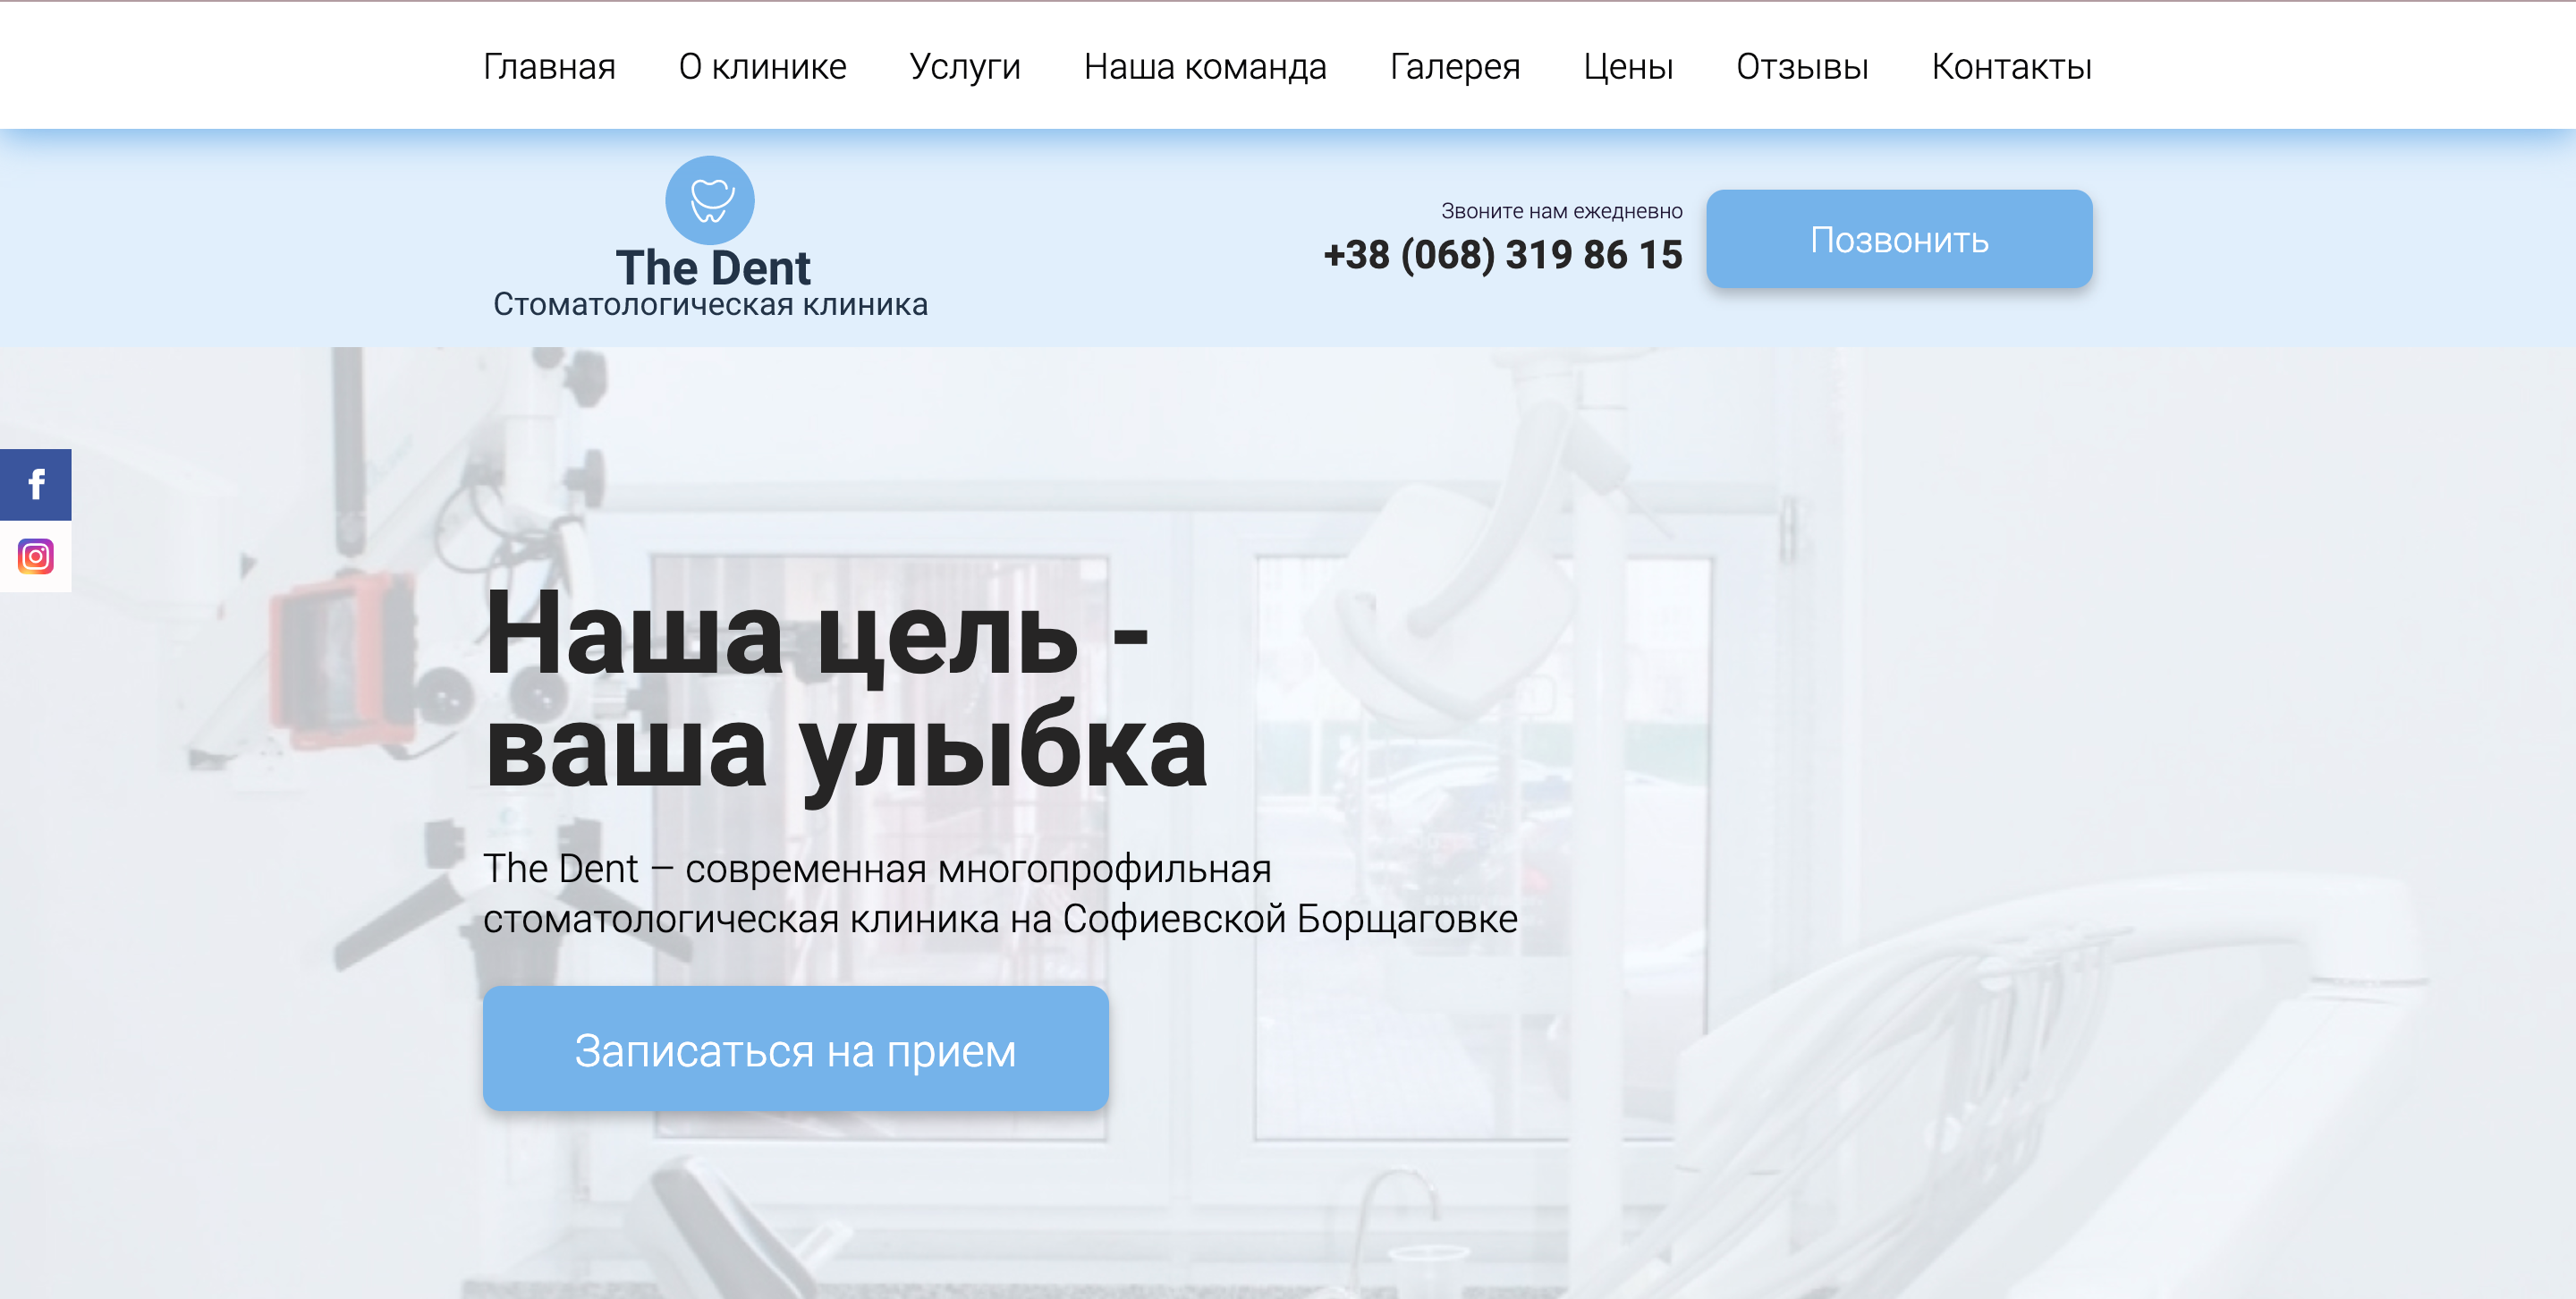 Главная О клинике Услуги Наша команда Галерея Цены Отзывы Контакты
The Dent
Стоматологическая клиника
Звоните нам ежедневно
+38 (068) 319 86 15
Позвонить
Наша цель -
ваша улыбка
The Dent — современная многопрофильная
стоматологическая клиника на Софиевской Борщаговке
Записаться на прием